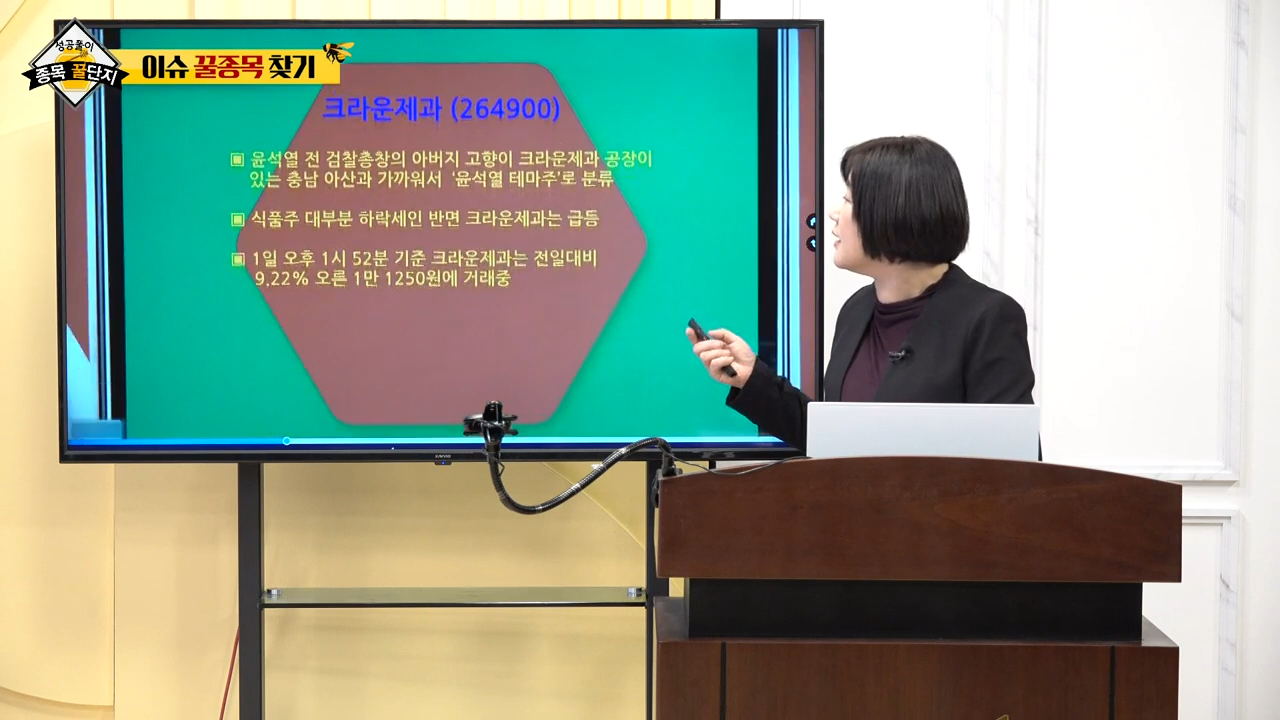 성공풀이
종목 꿀단지
이슈 꿀종목 찾기
크라운제과 (264900)
▣ 윤석열 전 검찰총창의 아버지 고향이 크라운제과 공장이
있는 충남 아산과 가까워서 '윤석열 테마주'로 분류
▣ 식품주 대부분 하락세인 반면 크라운제과는 급등
▣ 1일 오후 1시 52분 기준 크라운제과는 전일대비
9.22% 오른 1만 1250원에 거래중